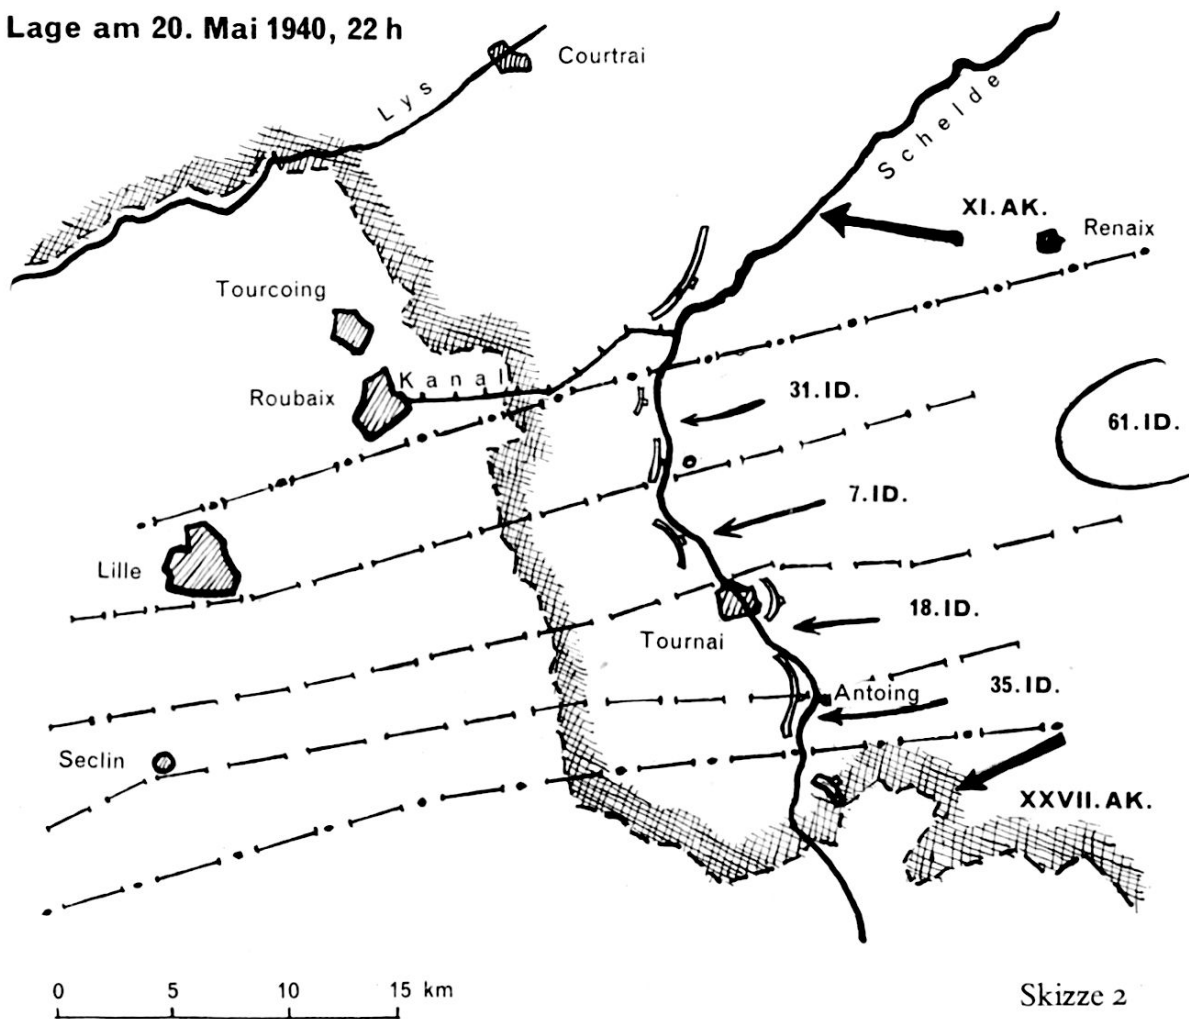 Lage am 20. Mai 1940, 22 h
Courtrai
Lys
Schelde
XI. AK.
Renaix
Tourcoing
Kanal
Roubaix
31. ID.
61. ID.
7. ID.
Lille
18. ID.
Tournai
Antoing
35. ID.
Seclin
XXVII. AK.
0 5 10 15 km
Skizze 2